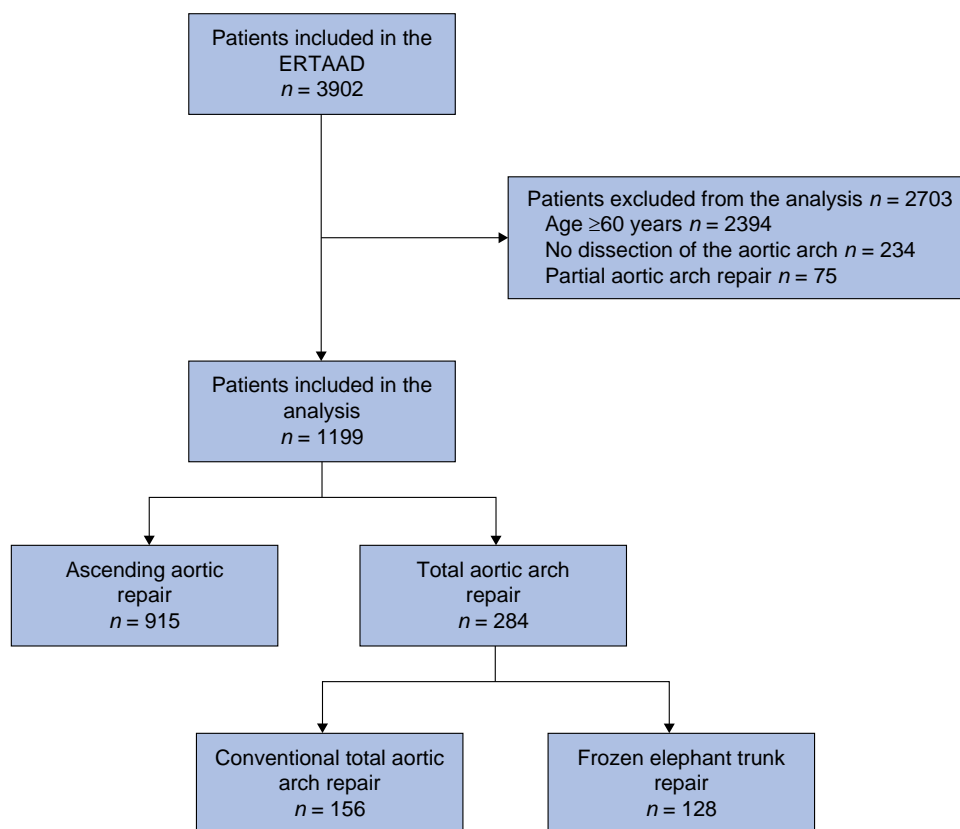 Patients included in the
ERTAAD
n = 3902
Patients excluded from the analysis n = 2703
Age ≥60 years n = 2394
No dissection of the aortic arch n = 234
Partial aortic arch repair n = 75
Patients included in the
analysis
n = 1199
Ascending aortic
repair
n = 915
Total aortic arch
repair
n = 284
Conventional total aortic
arch repair
n = 156
Frozen elephant trunk
repair
n = 128